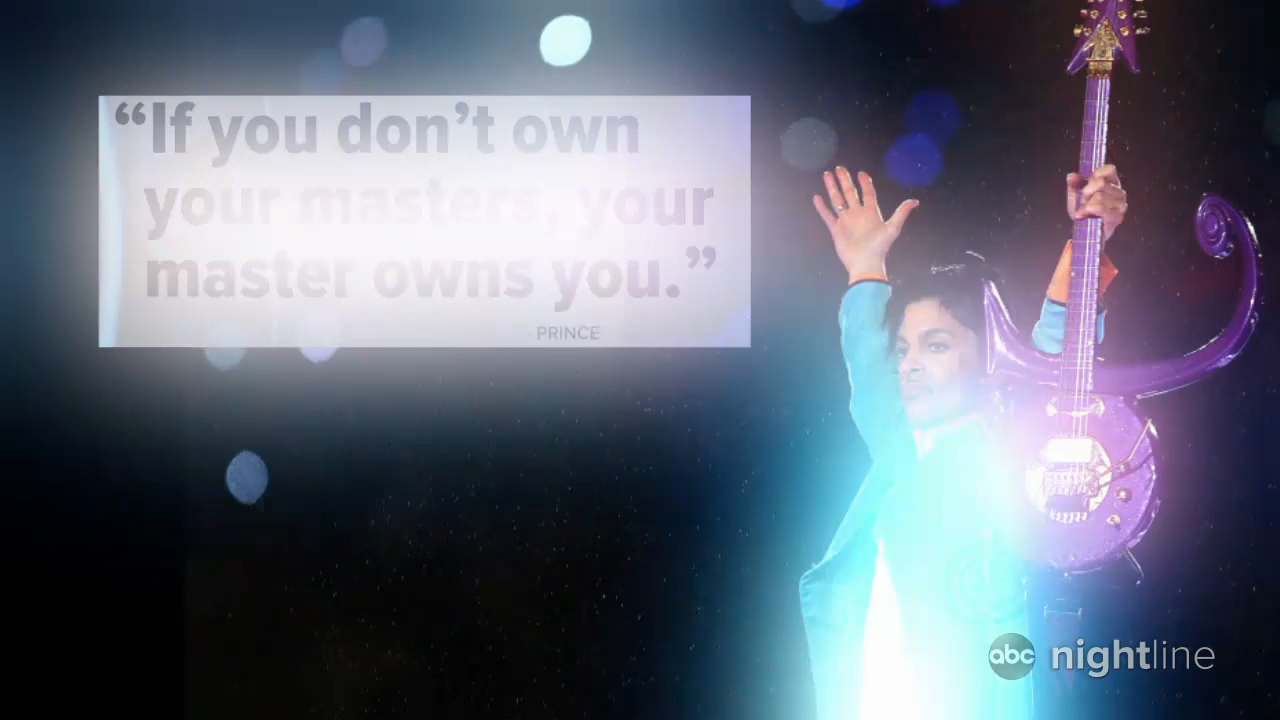 “If you don’t own
your masters, your
master owns you.”
- PRINCE
abc nightline